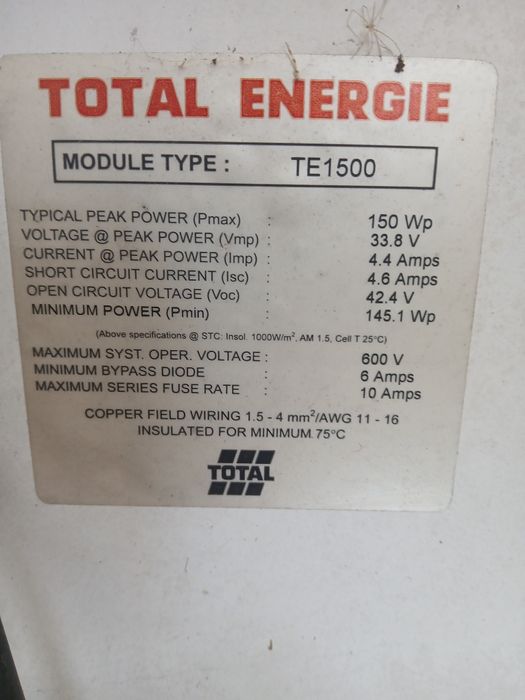 TOTAL ENERGIE
MODULE TYPE : TE1500
TYPICAL PEAK POWER (Pmax) : 150 Wp
VOLTAGE @ PEAK POWER (Vmp) : 33.8 V
CURRENT @ PEAK POWER (Imp) : 4.4 Amps
SHORT CIRCUIT CURRENT (Isc) : 4.6 Amps
OPEN CIRCUIT VOLTAGE (Voc) : 42.4 V
MINIMUM POWER (Pmin) : 145.1 Wp
(Above specifications @ STC: Insol. 1000W/m², AM 1.5, Cell T 25°C)
MAXIMUM SYST. OPER. VOLTAGE : 600 V
MINIMUM BYPASS DIODE : 6 Amps
MAXIMUM SERIES FUSE RATE : 10 Amps
COPPER FIELD WIRING 1.5 - 4 mm²/AWG 11 - 16
INSULATED FOR MINIMUM 75°C
TOTAL